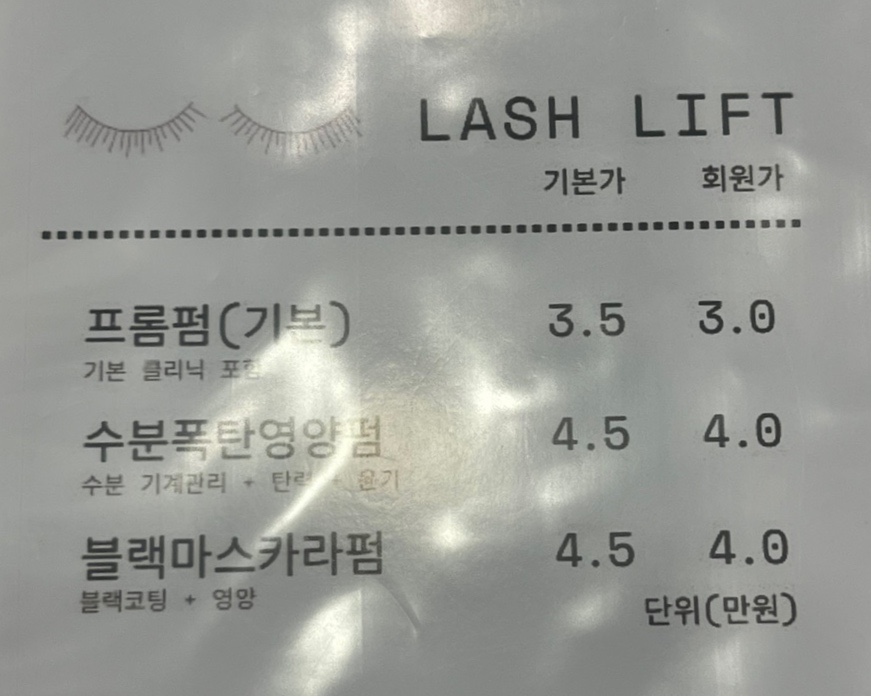 LASH LIFT
기본가 회원가
프롬펌(기본) 3.5 3.0
기본 클리닉 포함
수분폭탄영양펌 4.5 4.0
수분 기계관리 + 탄력 + 윤기
블랙마스카라펌 4.5 4.0
블랙코팅 + 영양
단위(만원)